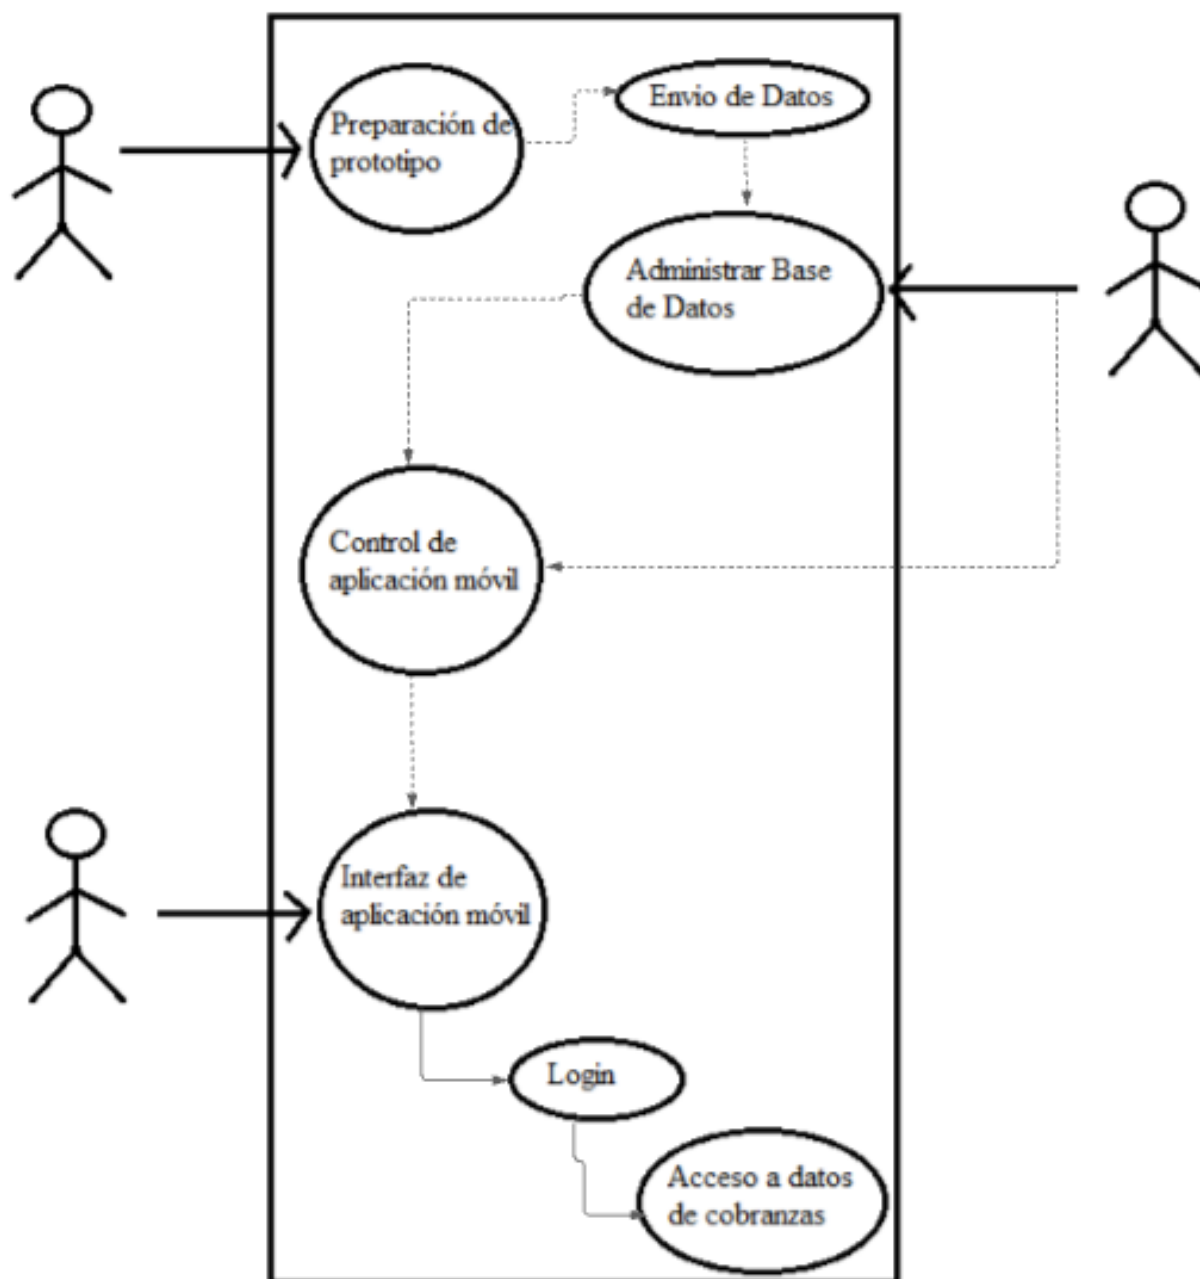 Preparación de
prototipo
Envio de Datos
Administrar Base
de Datos
Control de
aplicación móvil
Interfaz de
aplicación móvil
Login
Acceso a datos
de cobranzas